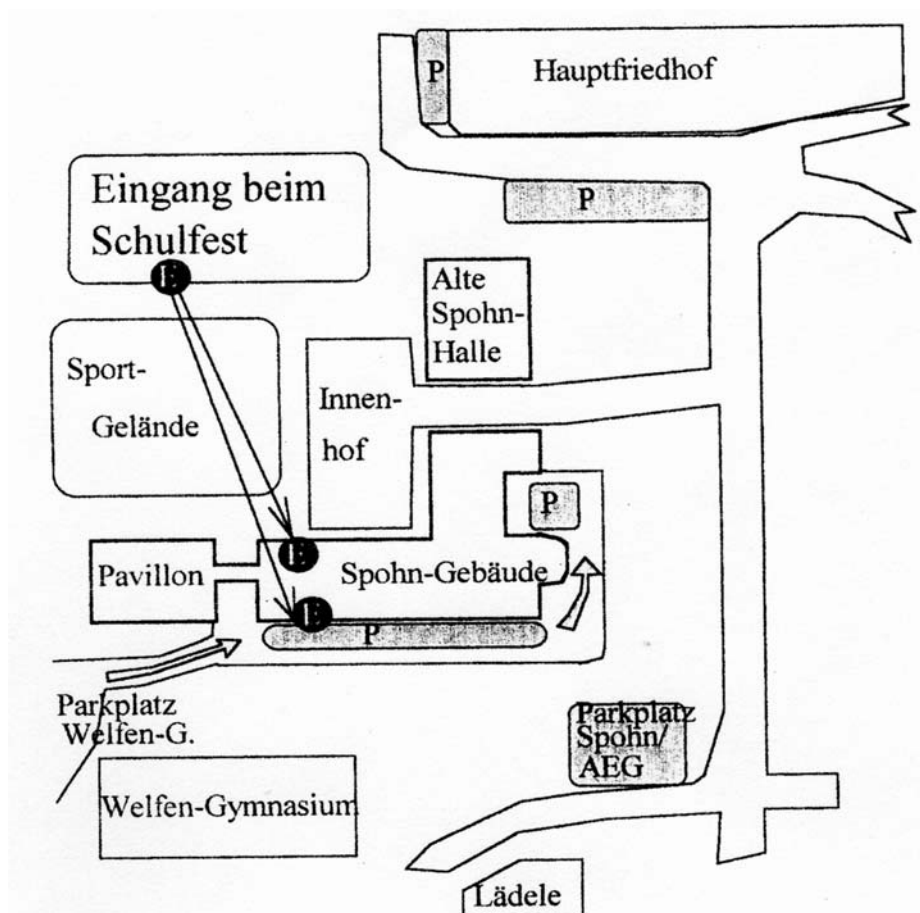 P
Hauptfriedhof
Eingang beim
Schulfest
E
P
Alte
Spohn-
Halle
Sport-
Gelände
Innen-
hof
P
E
Pavillon
Spohn-Gebäude
E
P
Parkplatz
Welfen-G.
Parkplatz
Spohn/
AEG
Welfen-Gymnasium
Lädele